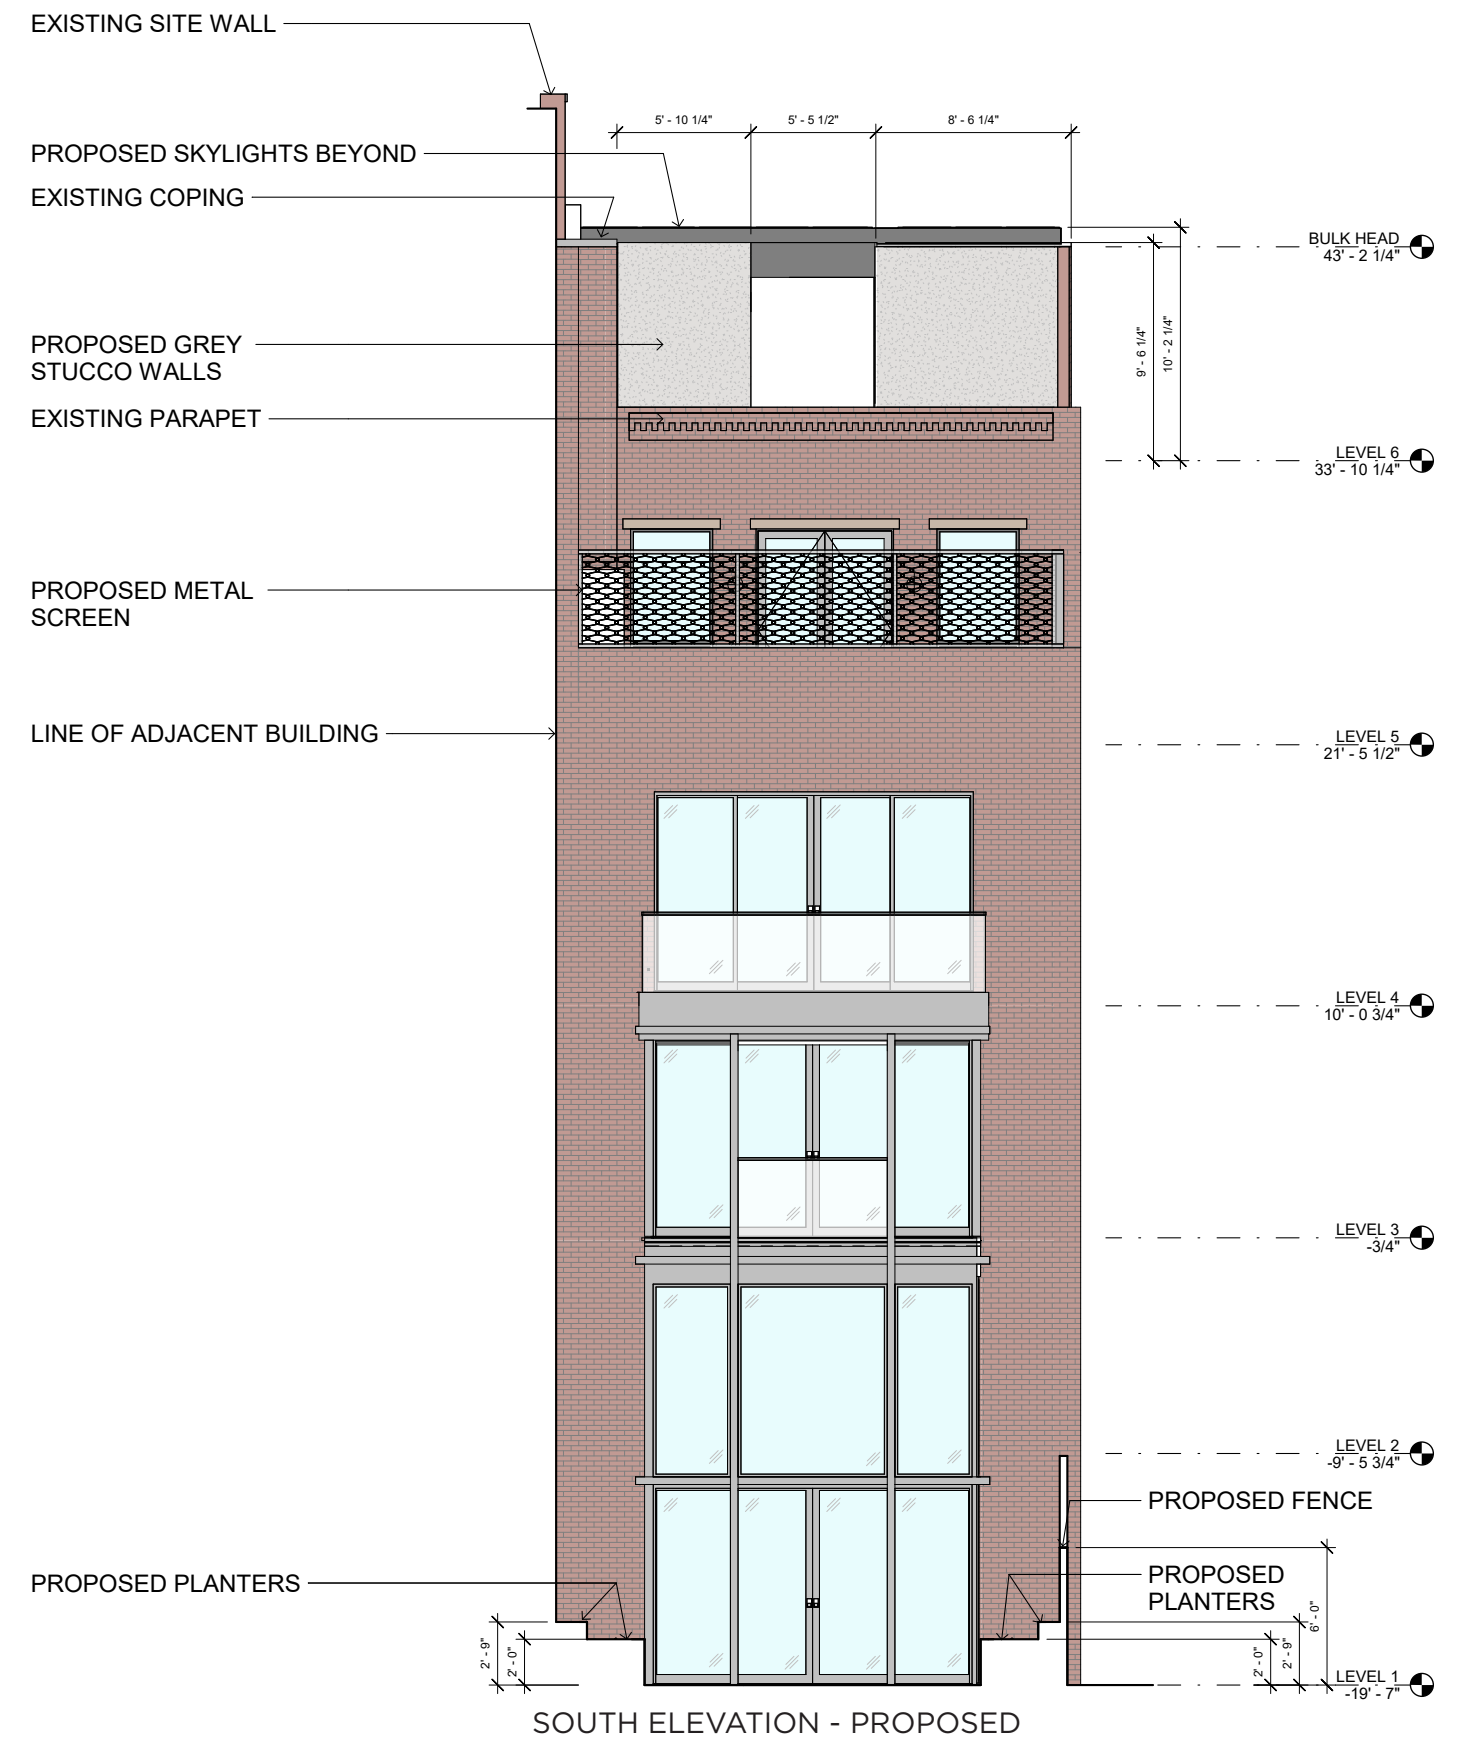 EXISTING SITE WALL
5' - 10 1/4"
5' - 5 1/2"
8' - 6 1/4"
PROPOSED SKYLIGHTS BEYOND
EXISTING COPING
BULK HEAD
43' - 2 1/4"
PROPOSED GREY
STUCCO WALLS
9' - 6 1/4"
10' - 2 1/4"
EXISTING PARAPET
LEVEL 6
33' - 10 1/4"
PROPOSED METAL
SCREEN
LINE OF ADJACENT BUILDING
LEVEL 5
21' - 5 1/2"
LEVEL 4
10' - 0 3/4"
LEVEL 3
-3/4"
LEVEL 2
-9' - 5 3/4"
PROPOSED FENCE
PROPOSED PLANTERS
PROPOSED
PLANTERS
2' - 9"
2' - 0"
2' - 0"
2' - 9"
6' - 0"
LEVEL 1
-19' - 7"
SOUTH ELEVATION - PROPOSED